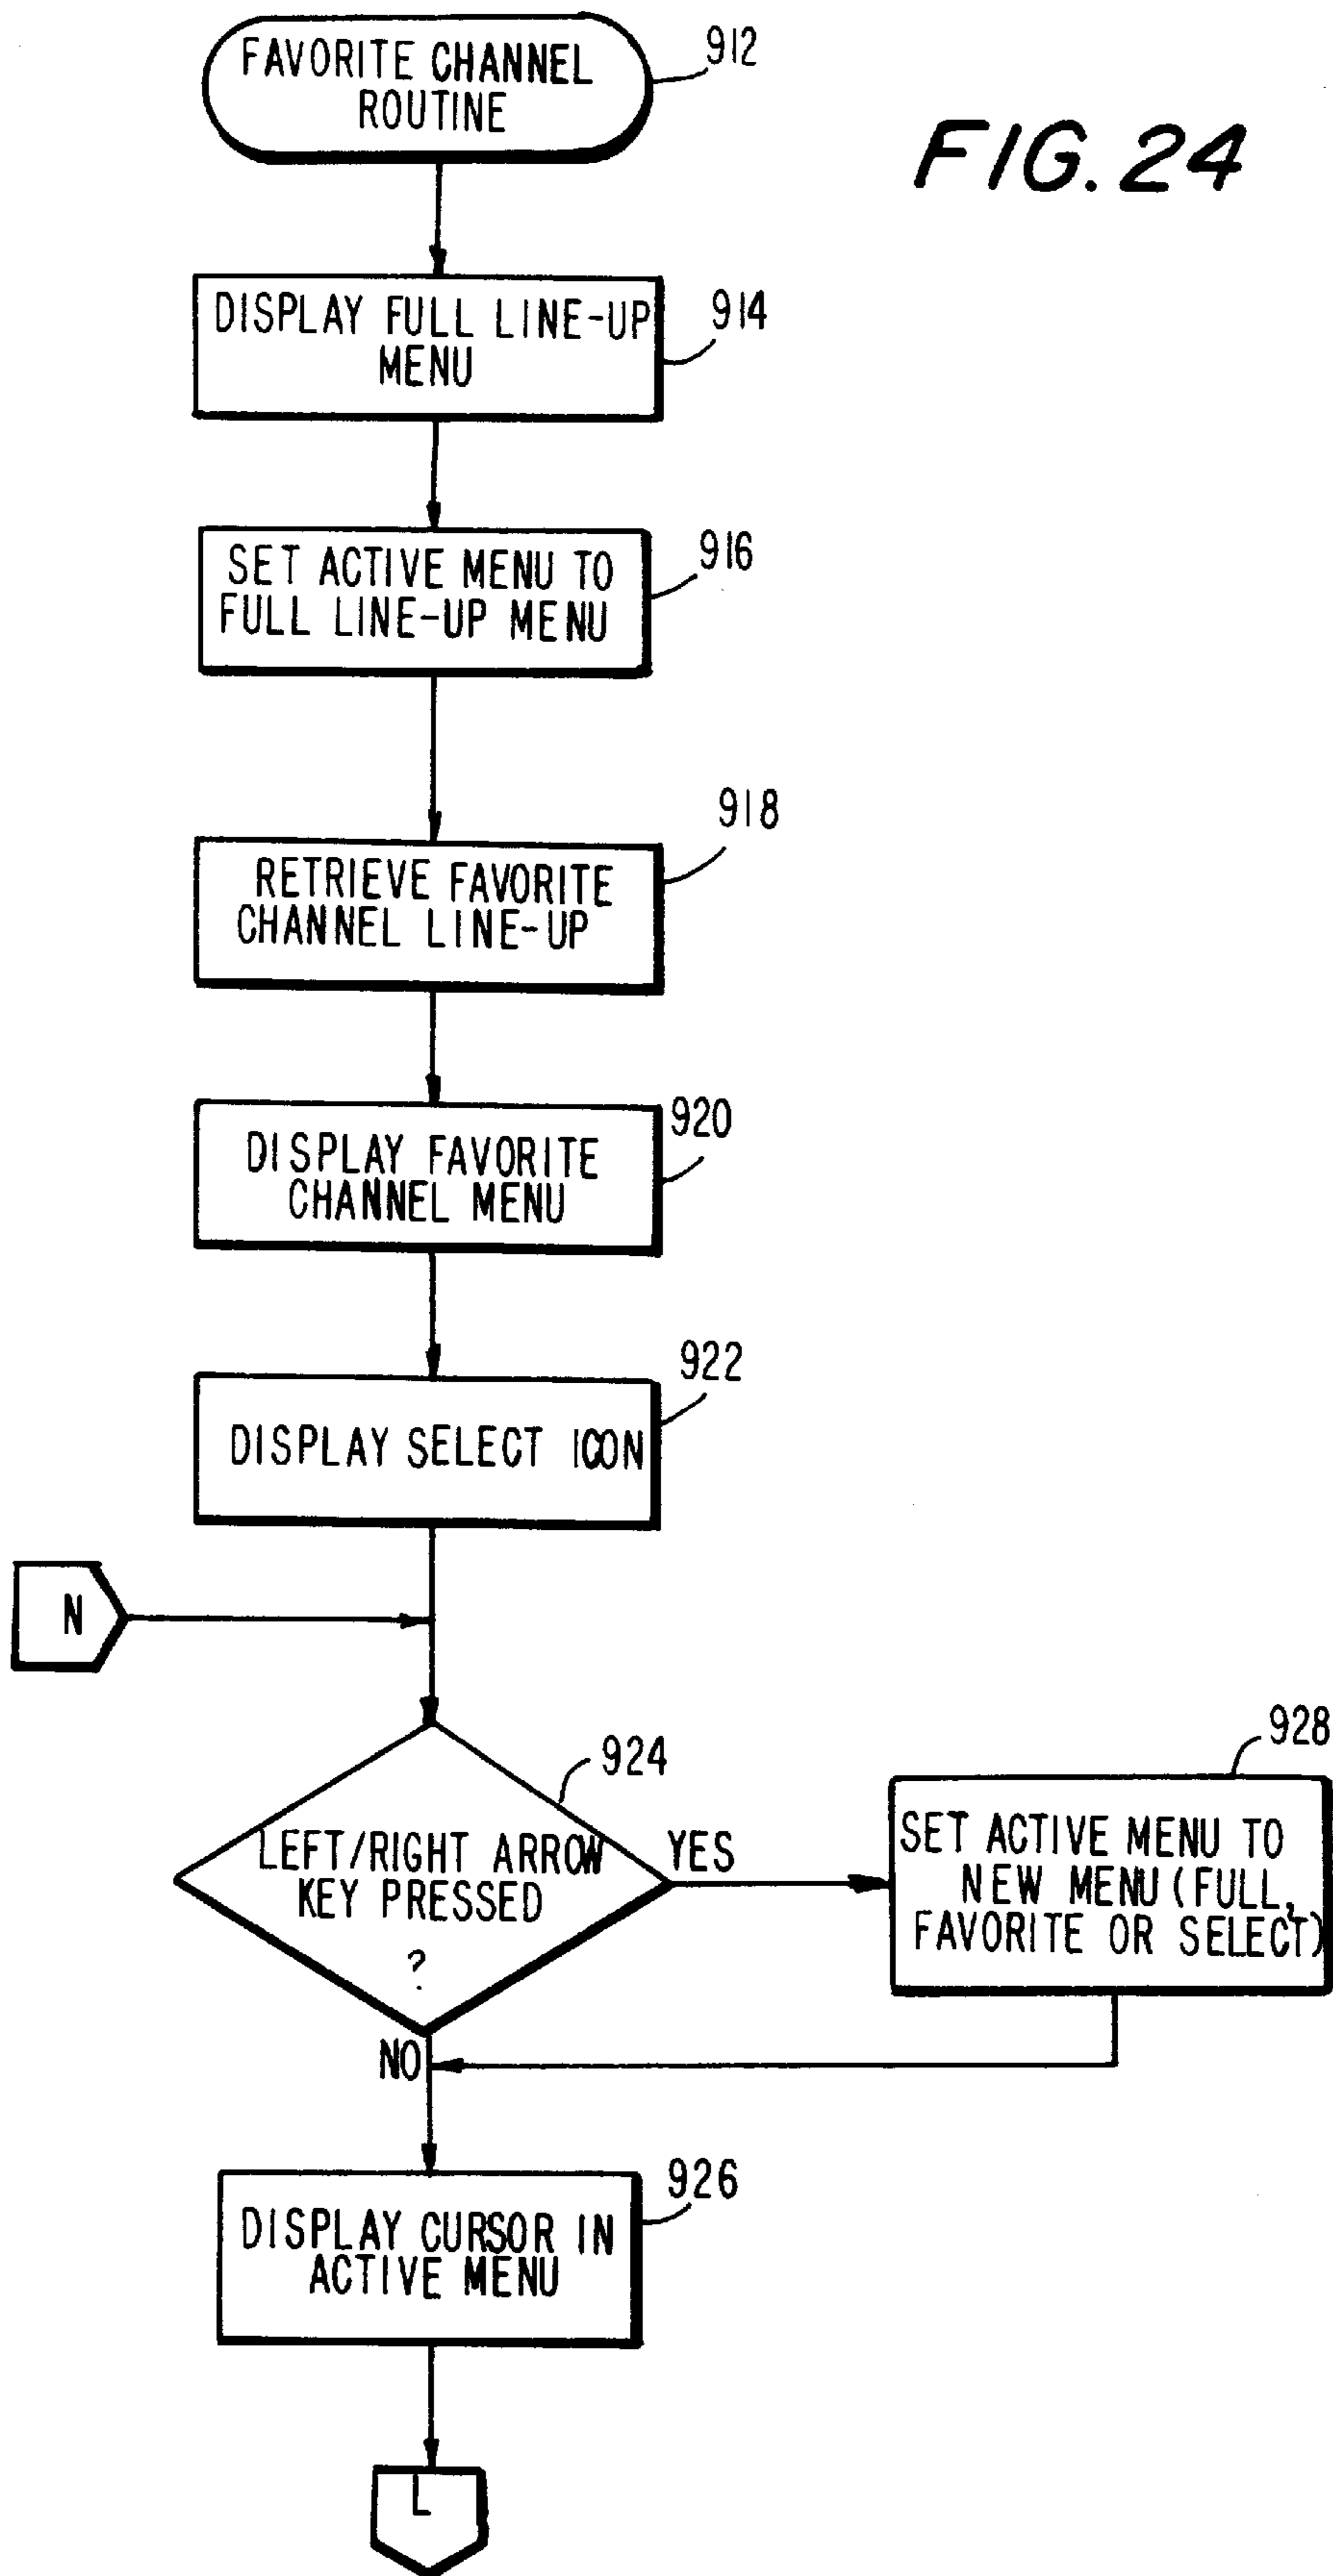 FAVORITE CHANNEL
ROUTINE
912
FIG. 24
DISPLAY FULL LINE-UP
MENU
914
SET ACTIVE MENU TO
FULL LINE-UP MENU
916
RETRIEVE FAVORITE
CHANNEL LINE-UP
918
DISPLAY FAVORITE
CHANNEL MENU
920
DISPLAY SELECT ICON
922
N
LEFT/RIGHT ARROW
KEY PRESSED
?
924
YES
SET ACTIVE MENU TO
NEW MENU (FULL,
FAVORITE OR SELECT)
928
NO
DISPLAY CURSOR IN
ACTIVE MENU
926
L